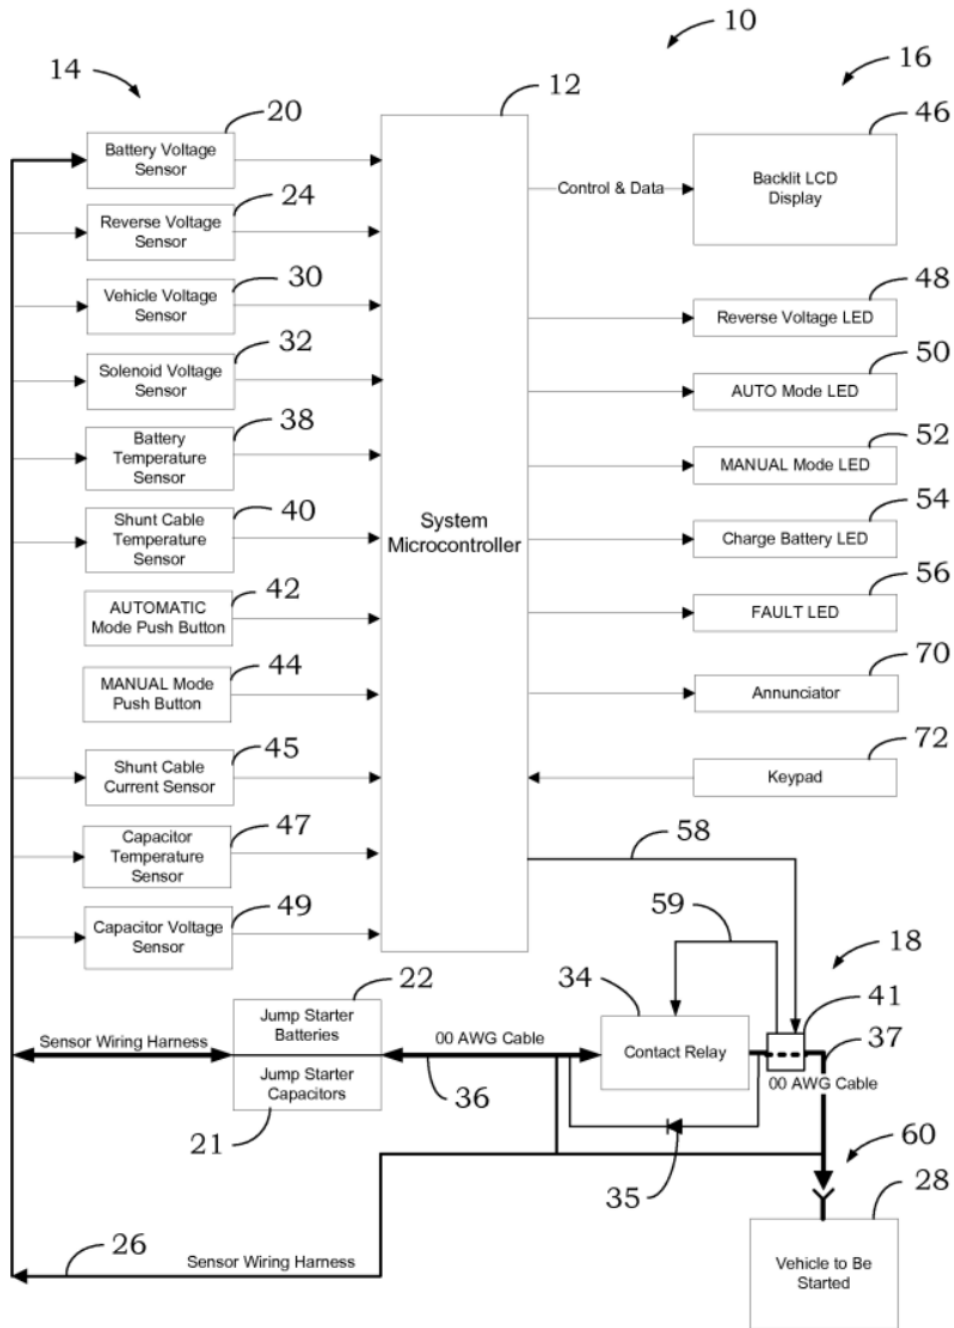 10
14
16
12
20
46
Battery Voltage
Sensor
Control & Data
Backlit LCD
Display
24
Reverse Voltage
Sensor
30
48
Vehicle Voltage
Sensor
Reverse Voltage LED
32
50
Solenoid Voltage
Sensor
AUTO Mode LED
38
52
Battery
Temperature
Sensor
MANUAL Mode LED
40
54
Shunt Cable
Temperature
Sensor
System
Microcontroller
Charge Battery LED
42
56
AUTOMATIC
Mode Push Button
FAULT LED
44
70
MANUAL Mode
Push Button
Annunciator
45
72
Shunt Cable
Current Sensor
Keypad
47
58
Capacitor
Temperature
Sensor
49
59
Capacitor Voltage
Sensor
18
22
34
41
Jump Starter
Batteries
Sensor Wiring Harness
00 AWG Cable
Contact Relay
37
Jump Starter
Capacitors
36
00 AWG Cable
21
60
35
28
26
Sensor Wiring Harness
Vehicle to Be
Started